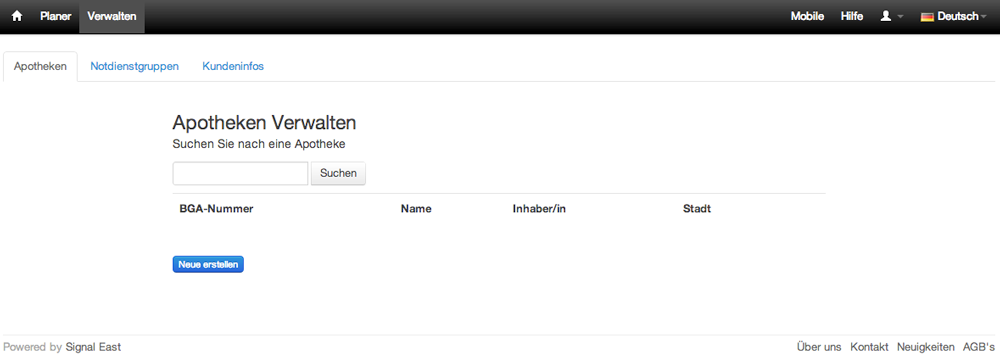 Planer Verwalten Mobile Hilfe Deutsch
Apotheken Notdienstgruppen Kundeninfos
Apotheken Verwalten
Suchen Sie nach eine Apotheke
Suchen
BGA-Nummer Name Inhaber/in Stadt
Neue erstellen
Powered by Signal East Über uns Kontakt Neuigkeiten AGB's